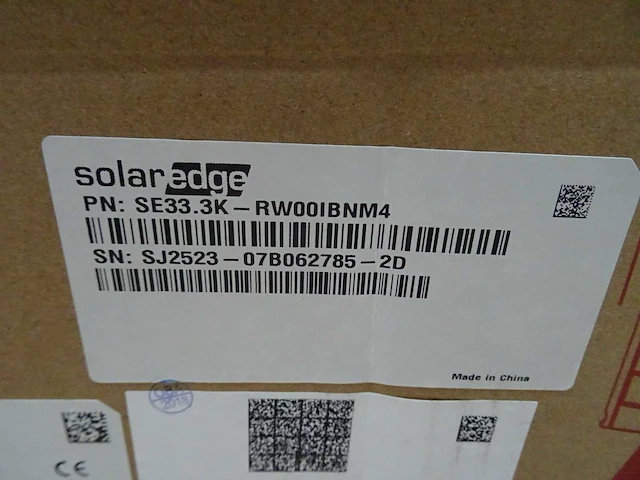 solaredge
PN: SE33.3K-RW00IBNM4
SN: SJ2523-07B062785-2D
Made in China
CE